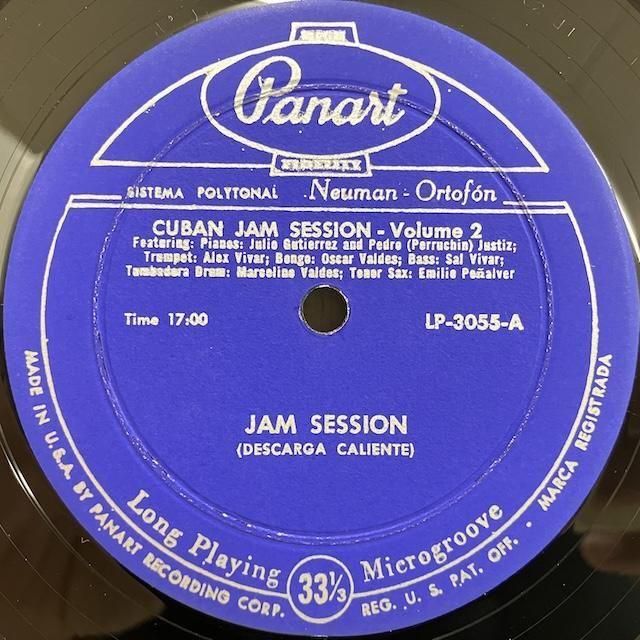 HIGH
Panart
FIDELITY
SISTEMA POLYTONAL Neuman - Ortofón
CUBAN JAM SESSION - Volume 2
Featuring: Pianos: Julio Gutierrez and Pedro (Perruchin) Justiz;
Trumpet: Alex Vivar; Bongo: Oscar Valdes; Bass: Sal Vivar;
Tumbadora Drum: Marcelino Valdes; Tenor Sax: Emilio Peñalver
Time 17:00
LP-3055-A
JAM SESSION
(DESCARGA CALIENTE)
Long Playing 33⅓ Microgroove
MADE IN U.S.A. BY PANART RECORDING CORP. REG. U. S. PAT. OFF. · MARCA REGISTRADA